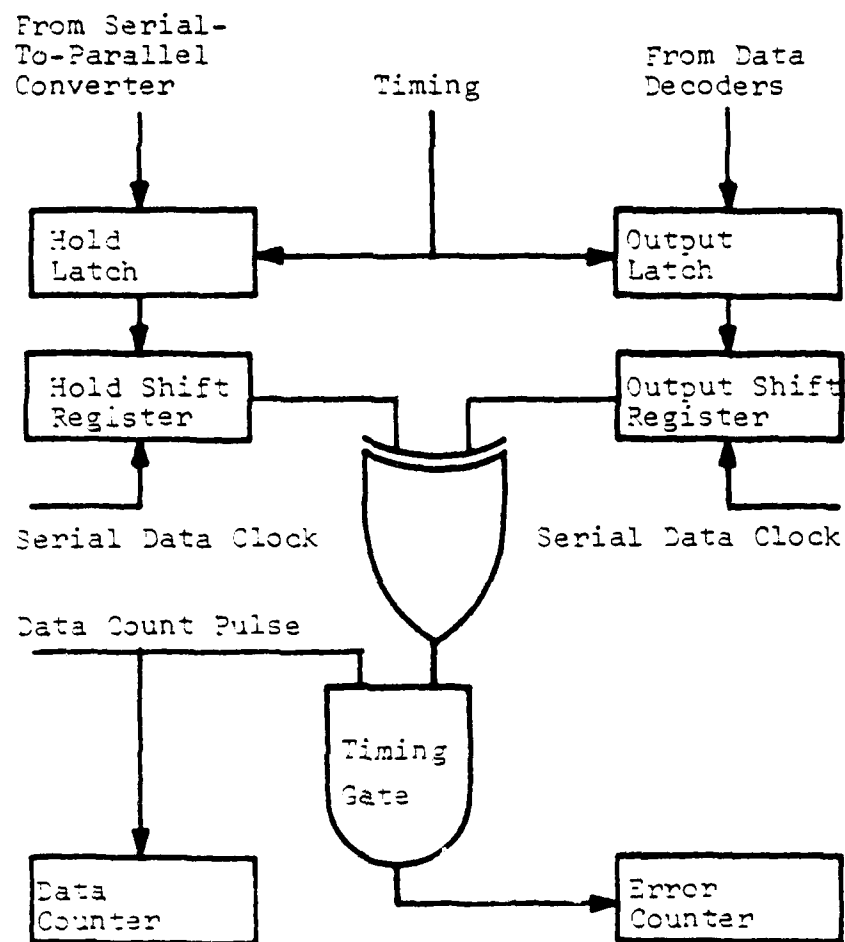 From Serial-
To-Parallel
Converter
Timing
From Data
Decoders
Hold
Latch
Output
Latch
Hold Shift
Register
Output Shift
Register
Serial Data Clock
Serial Data Clock
Data Count Pulse
Timing
Gate
Data
Counter
Error
Counter